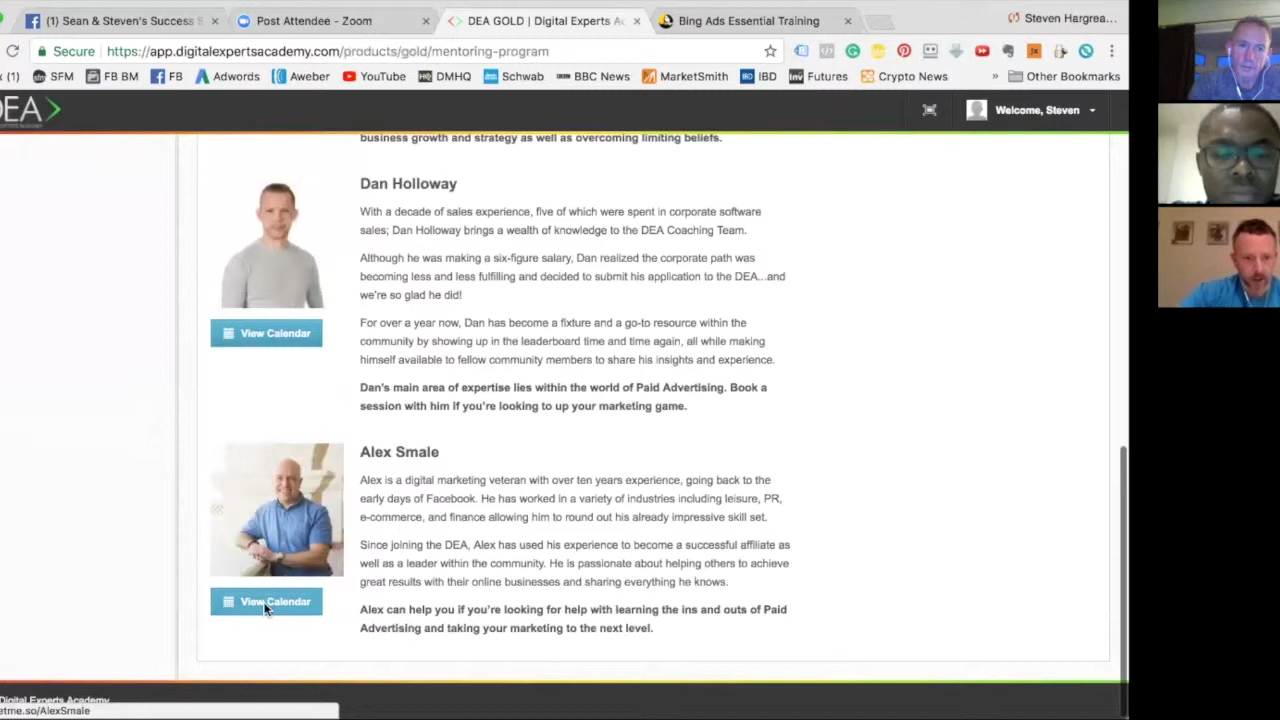 (1) Sean & Steven's Success S
Post Attendee - Zoom
DEA GOLD | Digital Experts Ac
Bing Ads Essential Training
Steven Hargrea...
Secure
https://app.digitalexpertsacademy.com/products/gold/mentoring-program
(1)
SFM
FB BM
FB
Adwords
Aweber
YouTube
HQ DMHQ
Schwab
BBC BBC News
MarketSmith
IBD IBD
Inv Futures
Crypto News
»
Other Bookmarks
DEA
Welcome, Steven
business growth and strategy as well as overcoming limiting beliefs.
Dan Holloway
With a decade of sales experience, five of which were spent in corporate software
sales; Dan Holloway brings a wealth of knowledge to the DEA Coaching Team.
Although he was making a six-figure salary, Dan realized the corporate path was
becoming less and less fulfilling and decided to submit his application to the DEA...and
we're so glad he did!
View Calendar
For over a year now, Dan has become a fixture and a go-to resource within the
community by showing up in the leaderboard time and time again, all while making
himself available to fellow community members to share his insights and experience.
Dan's main area of expertise lies within the world of Paid Advertising. Book a
session with him if you're looking to up your marketing game.
Alex Smale
Alex is a digital marketing veteran with over ten years experience, going back to the
early days of Facebook. He has worked in a variety of industries including leisure, PR,
e-commerce, and finance allowing him to round out his already impressive skill set.
Since joining the DEA, Alex has used his experience to become a successful affiliate as
well as a leader within the community. He is passionate about helping others to achieve
great results with their online businesses and sharing everything he knows.
View Calendar
Alex can help you if you're looking for help with learning the ins and outs of Paid
Advertising and taking your marketing to the next level.
Digital Experts Academy
etme.so/AlexSmale